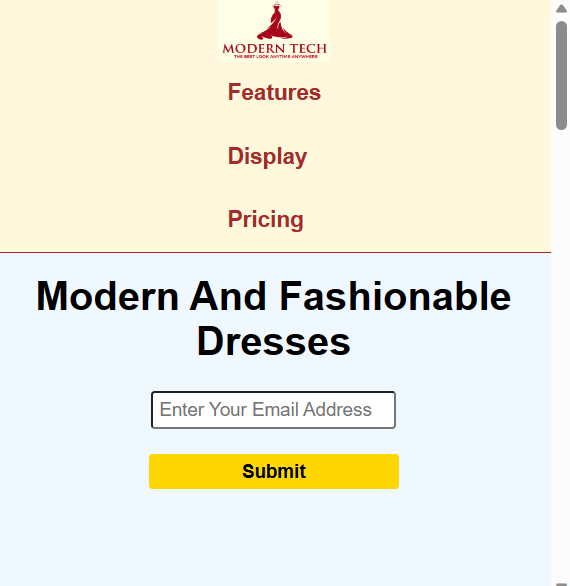 MODERN TECH
THE BEST LOOK ANYTIME ANYWHERE
Features
Display
Pricing
Modern And Fashionable
Dresses
Enter Your Email Address
Submit